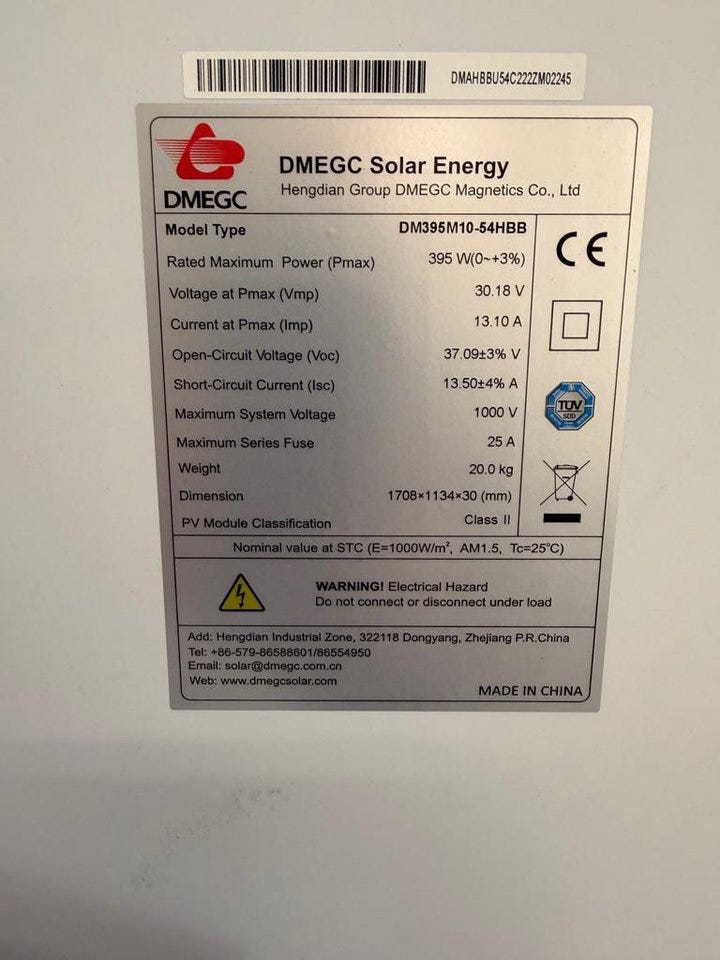 DMAHBBU54C222ZM02245
DMEGC
DMEGC Solar Energy
Hengdian Group DMEGC Magnetics Co., Ltd
Model Type DM395M10-54HBB
Rated Maximum Power (Pmax) 395 W(0~+3%)
Voltage at Pmax (Vmp) 30.18 V
Current at Pmax (Imp) 13.10 A
Open-Circuit Voltage (Voc) 37.09±3% V
Short-Circuit Current (Isc) 13.50±4% A
Maximum System Voltage 1000 V
Maximum Series Fuse 25 A
Weight 20.0 kg
Dimension 1708×1134×30 (mm)
PV Module Classification Class II
CE
TÜV
SÜD
Nominal value at STC (E=1000W/m², AM1.5, Tc=25°C)
WARNING! Electrical Hazard
Do not connect or disconnect under load
Add: Hengdian Industrial Zone, 322118 Dongyang, Zhejiang P.R.China
Tel: +86-579-86588601/86554950
Email: solar@dmegc.com.cn
Web: www.dmegcsolar.com
MADE IN CHINA